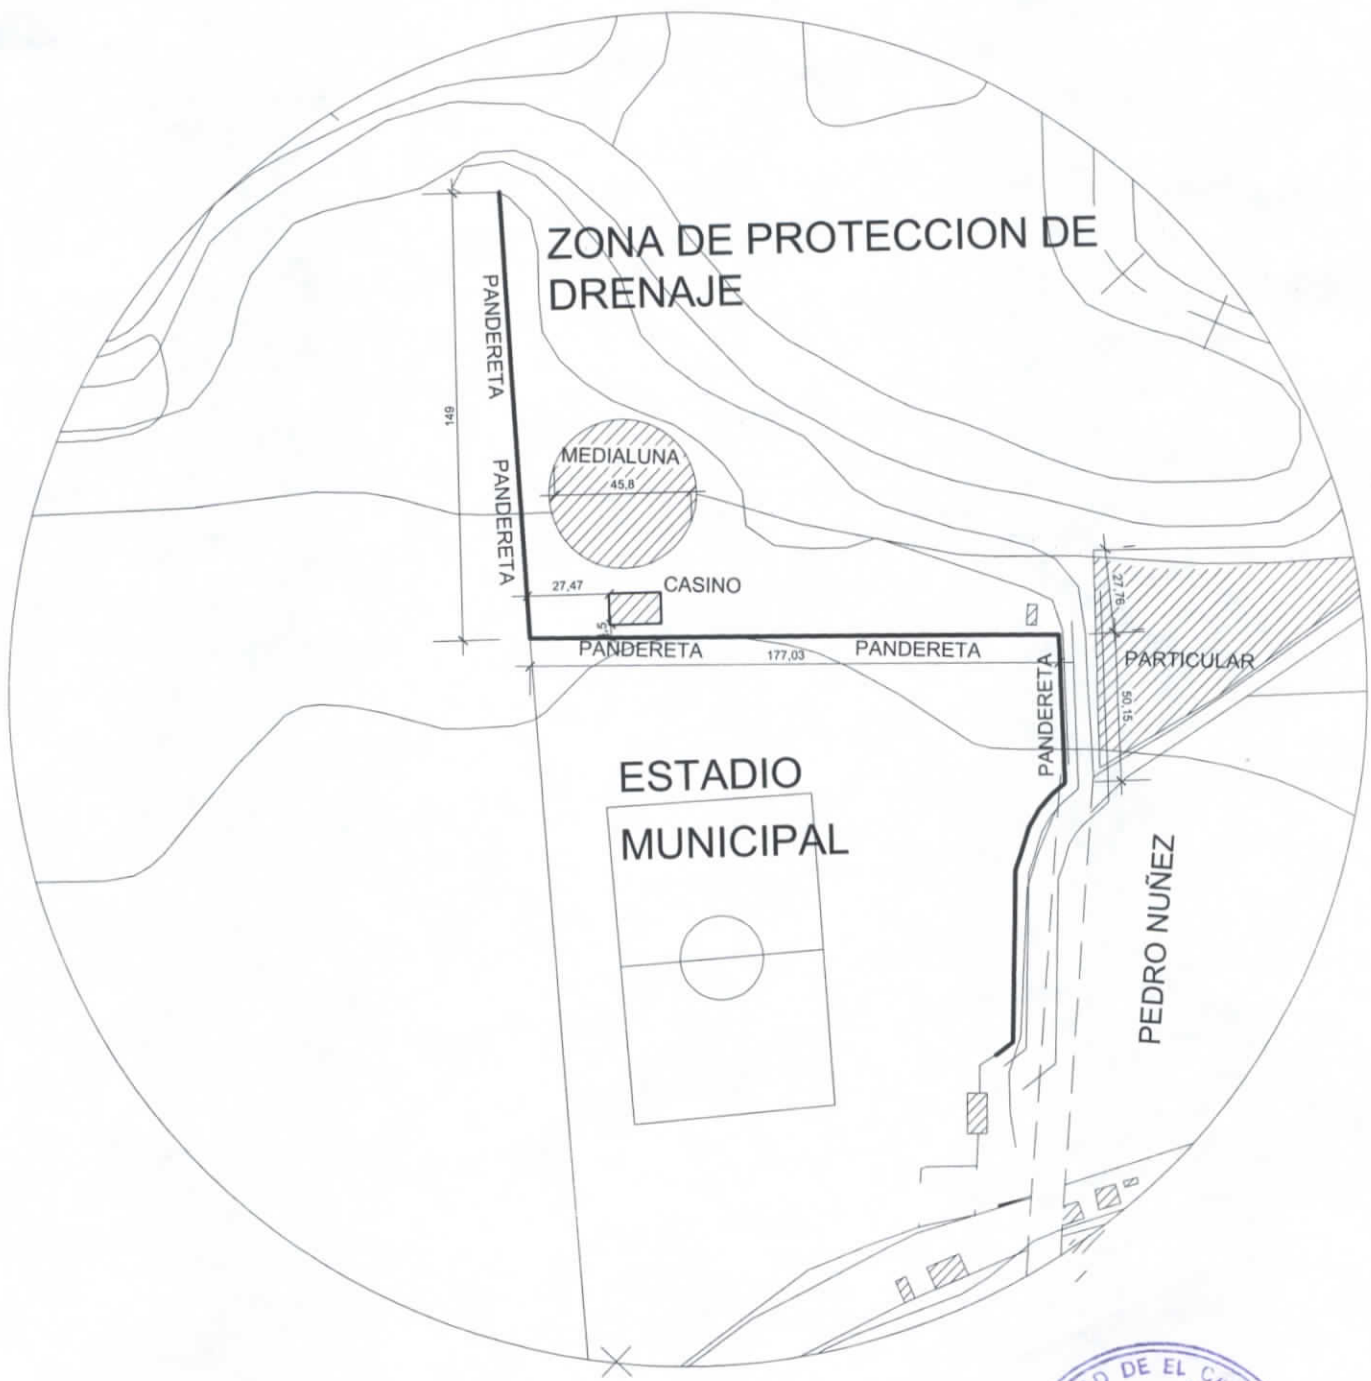 ZONA DE PROTECCION DE
DRENAJE
PANDERETA
149
PANDERETA
MEDIALUNA
45,8
27,47
CASINO
27,76
PANDERETA
177,03
PANDERETA
PARTICULAR
PANDERETA
50,15
ESTADIO
MUNICIPAL
PEDRO NUÑEZ
DE EL